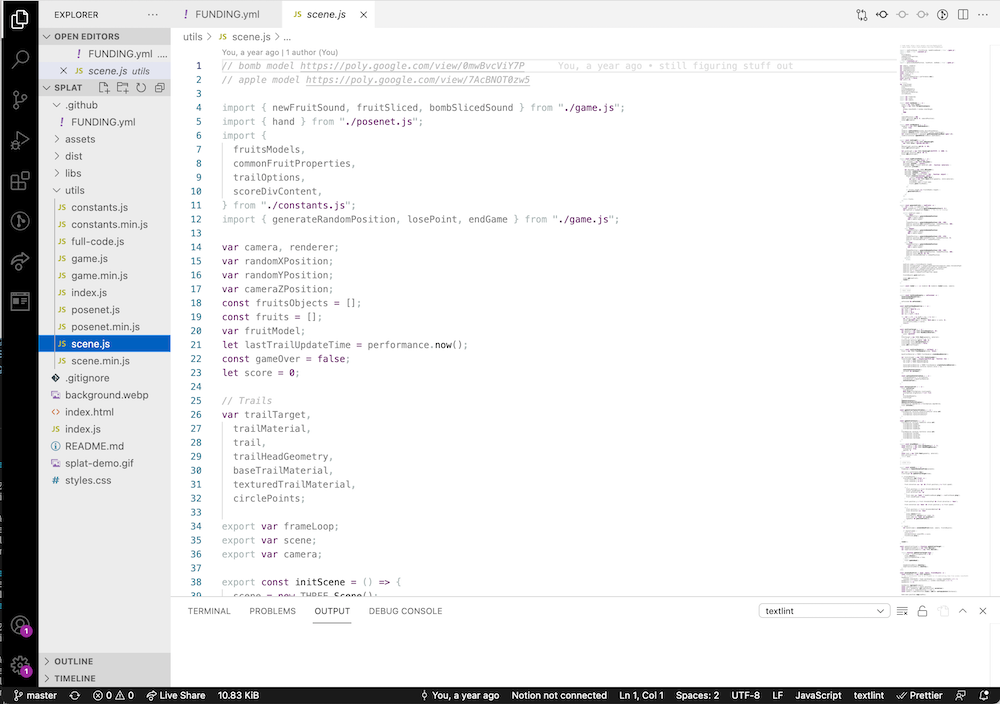 EXPLORER
FUNDING.yml
JS scene.js
OPEN EDITORS
FUNDING.yml ....
JS scene.js utils
SPLAT
.github
FUNDING.yml
assets
dist
libs
utils
JS constants.js
JS constants.min.js
JS full-code.js
JS game.js
JS game.min.js
JS index.js
JS posenet.js
JS posenet.min.js
JS scene.js
JS scene.min.js
.gitignore
background.webp
index.html
JS index.js
README.md
splat-demo.gif
# styles.css
OUTLINE
TIMELINE
utils > JS scene.js > ...
You, a year ago | 1 author (You)
1 // bomb model https://poly.google.com/view/0mwBvcViY7P You, a year ago • still figuring stuff out
2 // apple model https://poly.google.com/view/7AcBNOT0zw5
3
4 import { newFruitSound, fruitSliced, bombSlicedSound } from "./game.js";
5 import { hand } from "./posenet.js";
6 import {
7 fruitsModels,
8 commonFruitProperties,
9 trailOptions,
10 scoreDivContent,
11 } from "./constants.js";
12 import { generateRandomPosition, losePoint, endGame } from "./game.js";
13
14 var camera, renderer;
15 var randomXPosition;
16 var randomYPosition;
17 var cameraZPosition;
18 const fruitsObjects = [];
19 const fruits = [];
20 var fruitModel;
21 let lastTrailUpdateTime = performance.now();
22 const gameOver = false;
23 let score = 0;
24
25 // Trails
26 var trailTarget,
27 trailMaterial,
28 trail,
29 trailHeadGeometry,
30 baseTrailMaterial,
31 texturedTrailMaterial,
32 circlePoints;
33
34 export var frameLoop;
35 export var scene;
36 export var camera;
37
38 export const initScene = () => {
39 scene = new THREE.Scene();
TERMINAL PROBLEMS OUTPUT DEBUG CONSOLE textlint
1
1
master 0 0 Live Share 10.83 KiB You, a year ago Notion not connected Ln 1, Col 1 Spaces: 2 UTF-8 LF JavaScript textlint Prettier